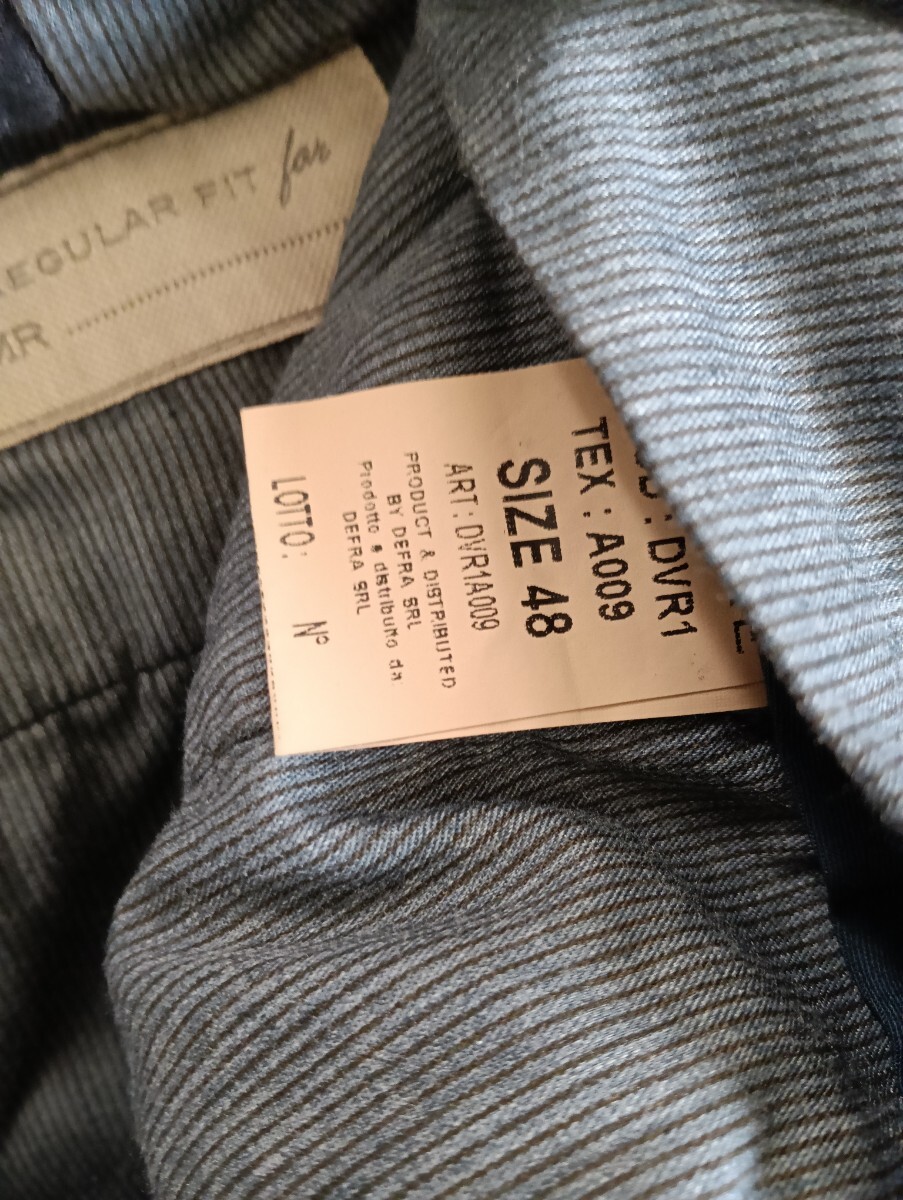 REGULAR FIT for
MR
: DVR1
TEX : A009
SIZE 48
ART: DVR1A009
PRODUCT & DISTRIBUTED
BY DEFRA SRL
Prodotto e distribuito da
DEFRA SRL
LOTTO: N°